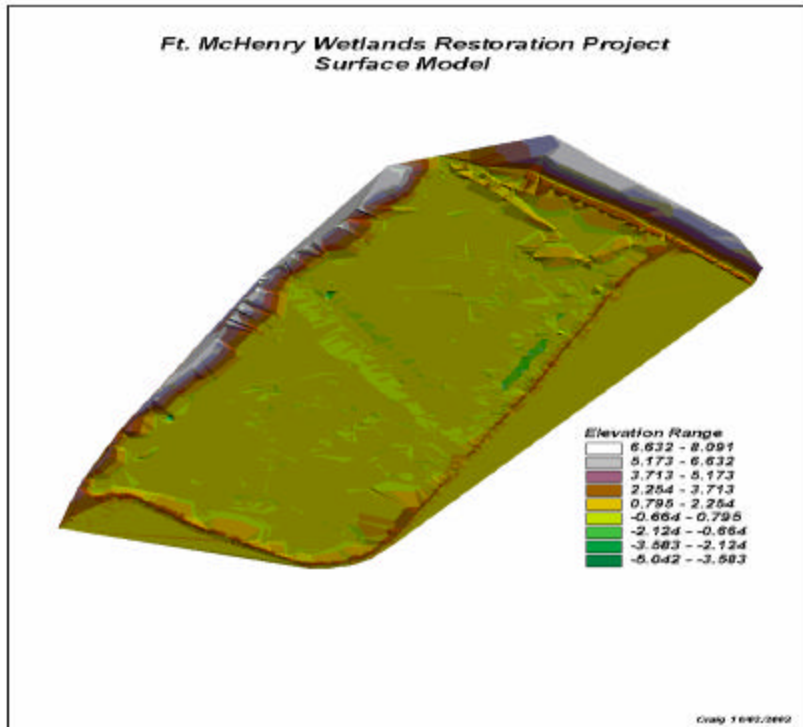 Ft. McHenry Wetlands Restoration Project
Surface Model
Elevation Range
6.632 - 8.091
5.173 - 6.632
3.713 - 5.173
2.254 - 3.713
0.795 - 2.254
-0.664 - 0.795
-2.124 - -0.664
-3.583 - -2.124
-5.042 - -3.583
Craig